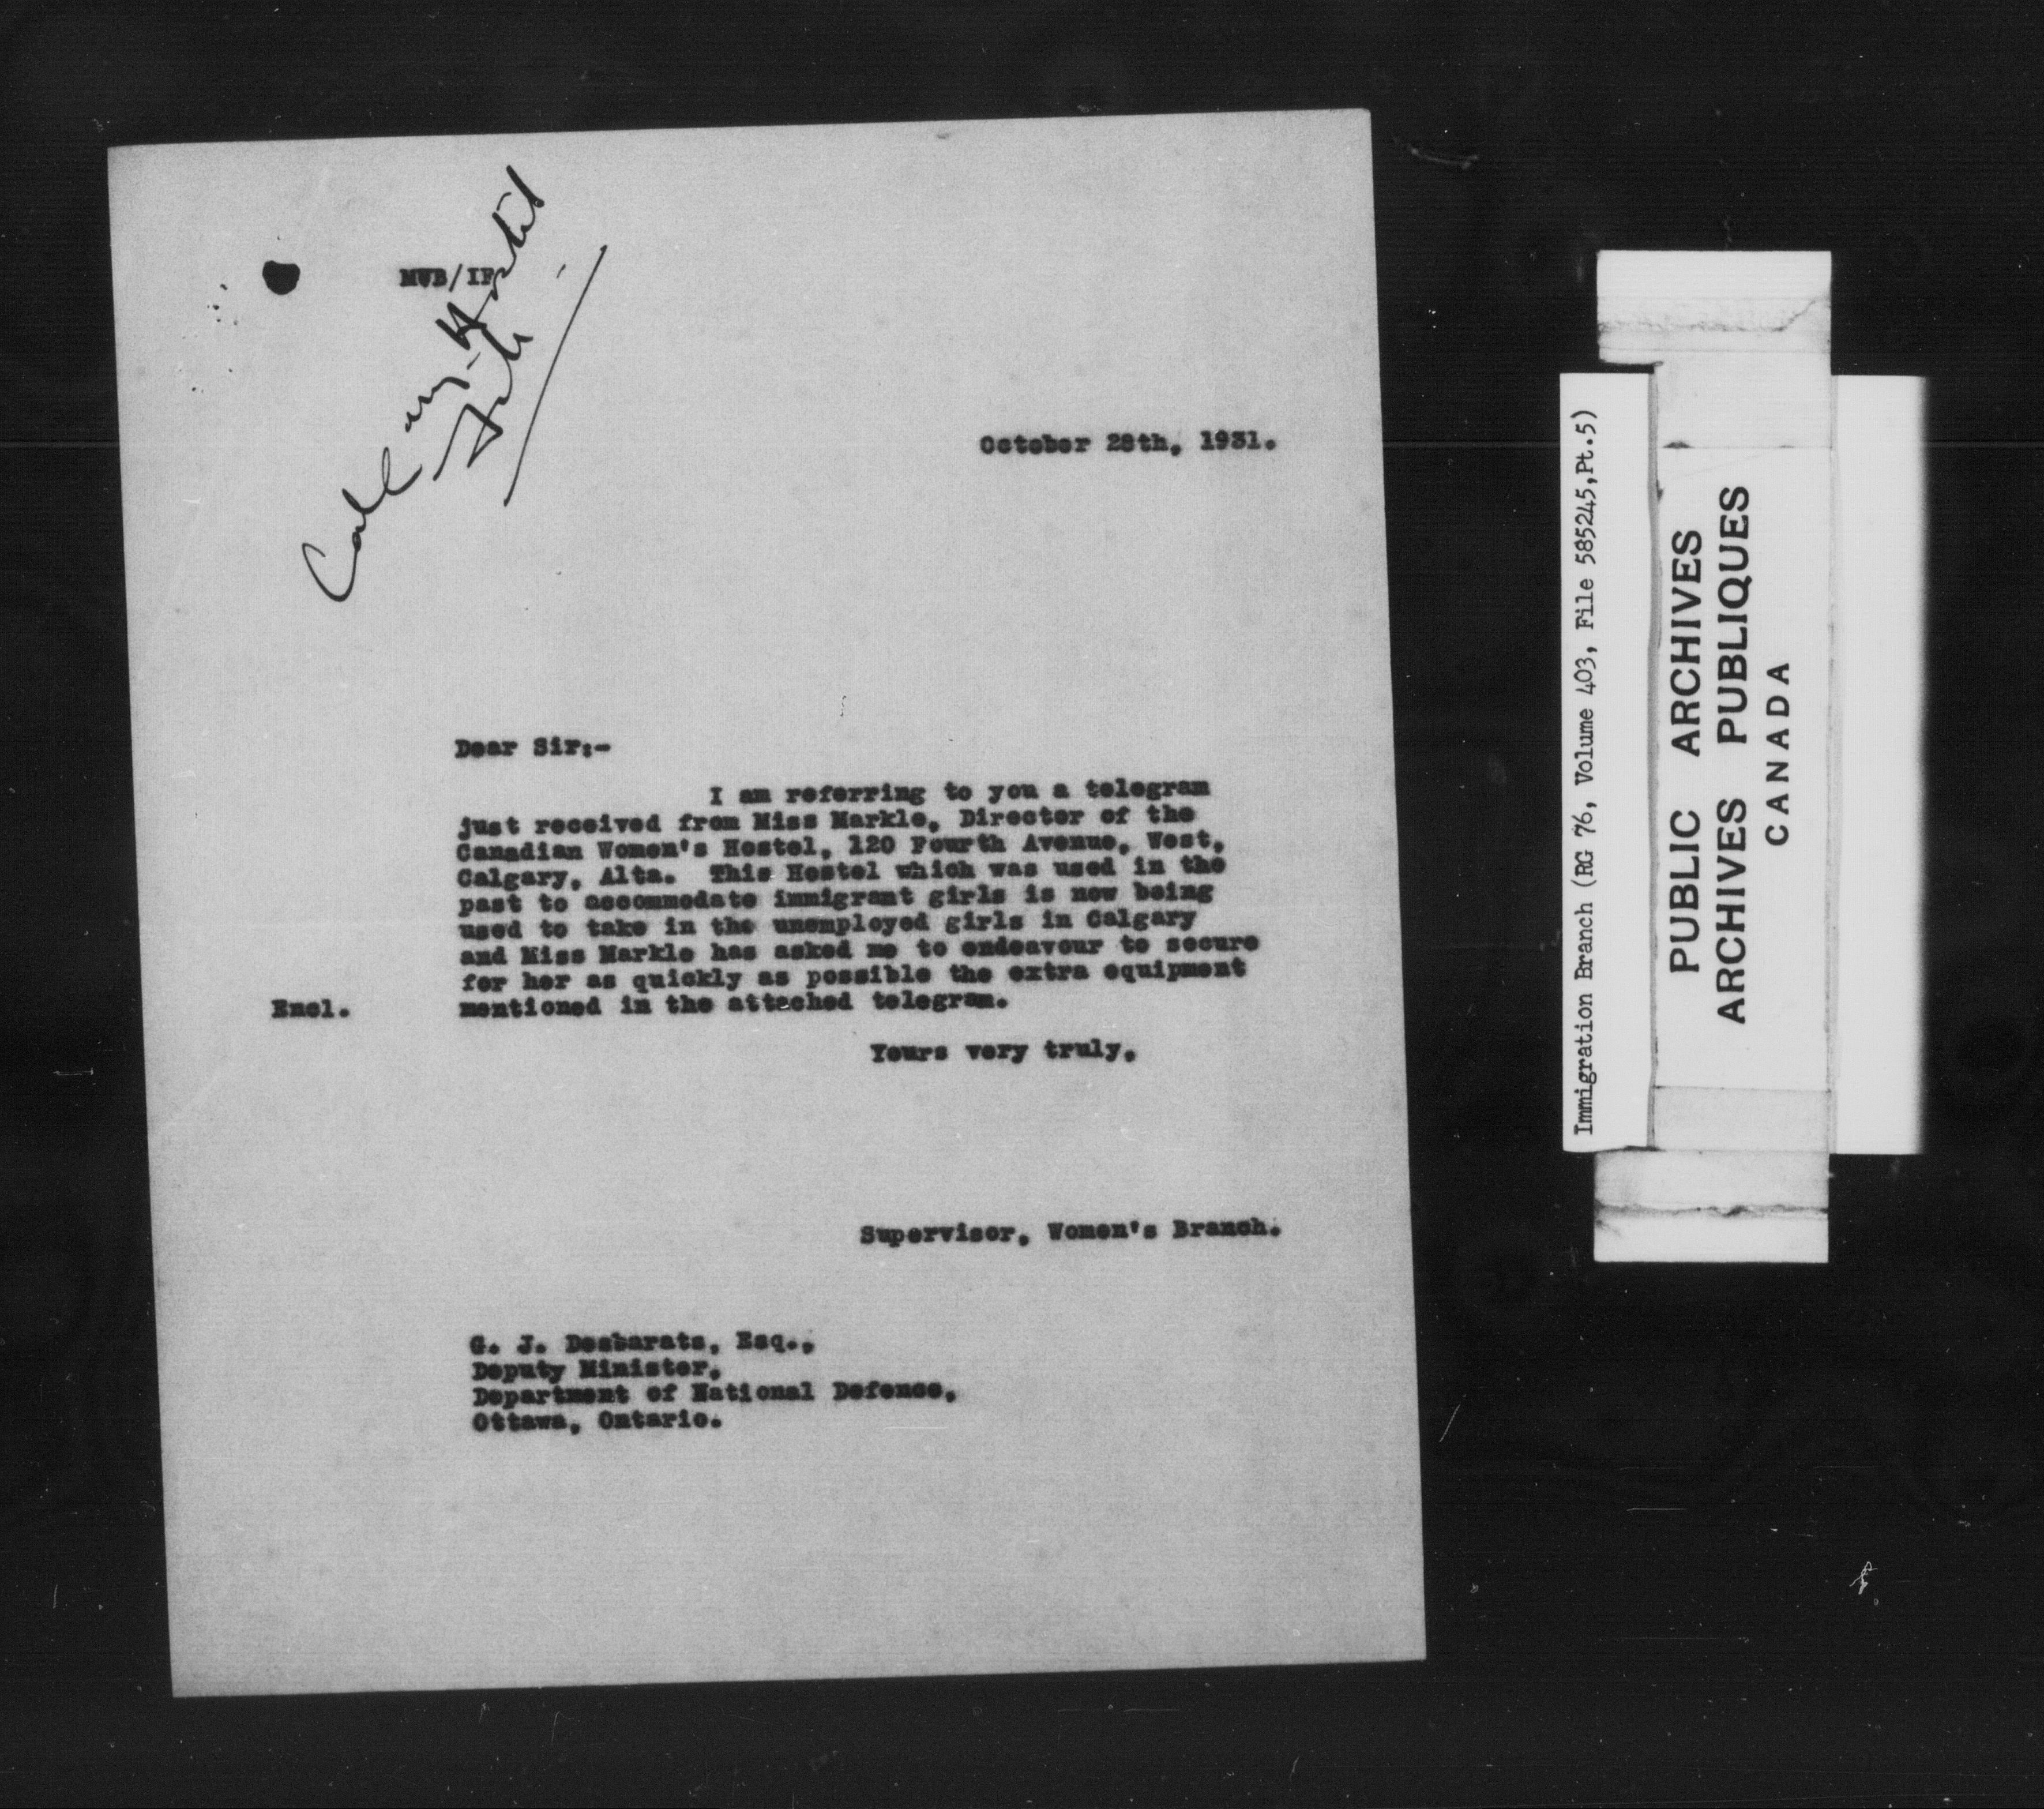 MVB/IF
Calgary Hostel
October 28th, 1931.
Dear Sir:-
I am referring to you a telegram
just received from Miss Markle, Director of the
Canadian Women's Hostel, 120 Fourth Avenue, West,
Calgary, Alta. This Hostel which was used in the
past to accommodate immigrant girls is now being
used to take in the unemployed girls in Calgary
and Miss Markle has asked me to endeavour to secure
for her as quickly as possible the extra equipment
mentioned in the attached telegram.
Encl.
Yours very truly,
Supervisor, Women's Branch.
G. J. Desbarats, Esq.,
Deputy Minister,
Department of National Defence,
Ottawa, Ontario.
Immigration Branch (RG 76, Volume 403, File 585245,Pt.5)
PUBLIC ARCHIVES
ARCHIVES PUBLIQUES
CANADA